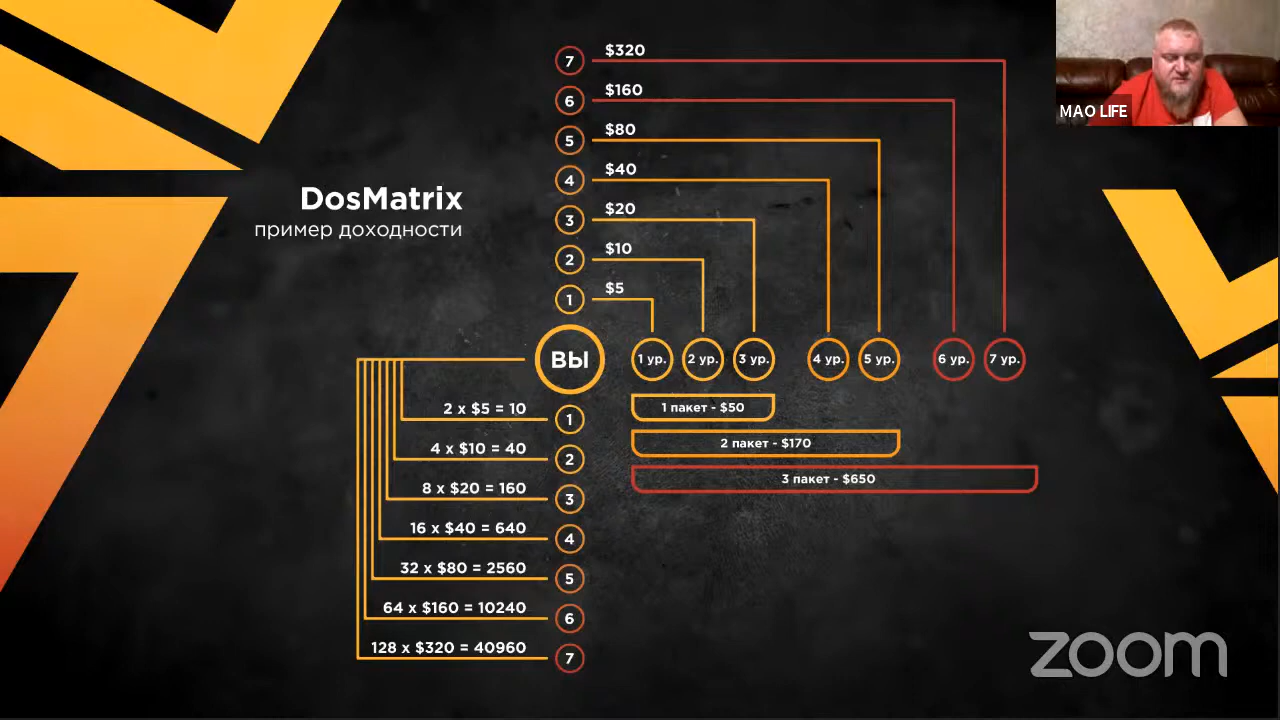 MAO LIFE
DosMatrix
пример доходности
7
$320
6
$160
5
$80
4
$40
3
$20
2
$10
1
$5
ВЫ
1 ур.
2 ур.
3 ур.
4 ур.
5 ур.
6 ур.
7 ур.
1 пакет - $50
2 пакет - $170
3 пакет - $650
2 x $5 = 10
1
4 x $10 = 40
2
8 x $20 = 160
3
16 x $40 = 640
4
32 x $80 = 2560
5
64 x $160 = 10240
6
128 x $320 = 40960
7
zoom